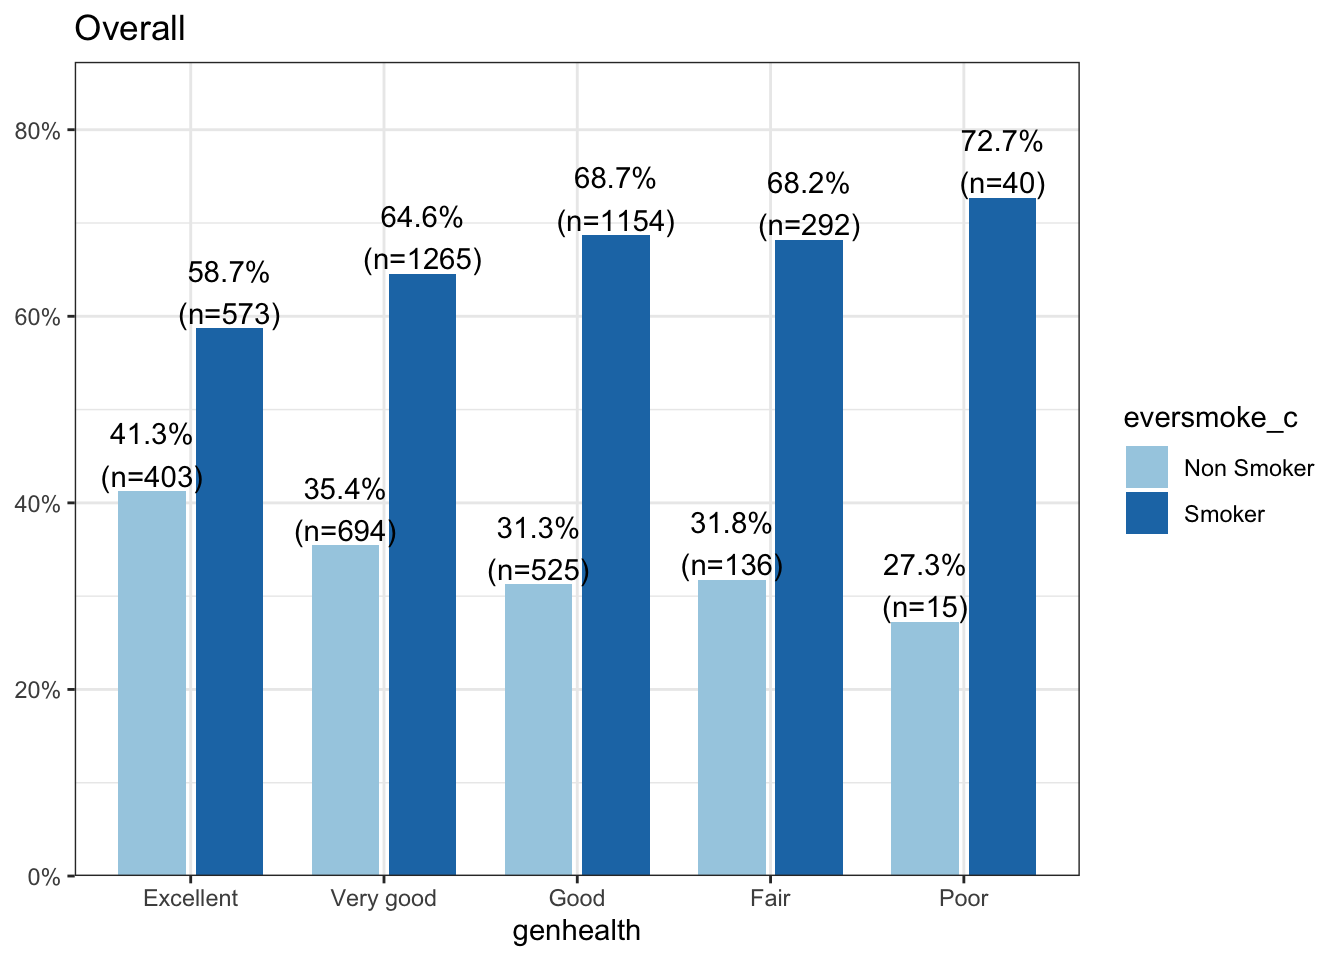 Overall
80%
60%
40%
20%
0%
41.3%
(n=403)
58.7%
(n=573)
35.4%
(n=694)
64.6%
(n=1265)
31.3%
(n=525)
68.7%
(n=1154)
31.8%
(n=136)
68.2%
(n=292)
27.3%
(n=15)
72.7%
(n=40)
Excellent
Very good
Good
Fair
Poor
genhealth
eversmoke_c
Non Smoker
Smoker